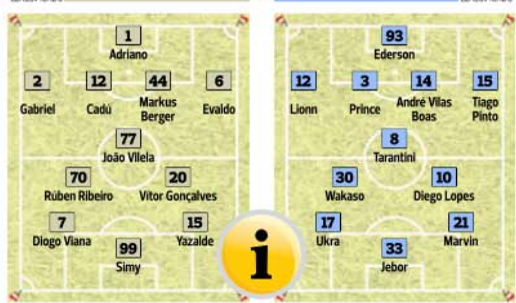 1
Adriano
2
Gabriel
12
Cadú
44
Markus
Berger
6
Evaldo
77
João Vilela
70
Rúben Ribeiro
20
Vítor Gonçalves
7
Diogo Viana
15
Yazalde
99
Simy
93
Ederson
12
Lionn
3
Prince
14
André Vilas
Boas
15
Tiago
Pinto
8
Tarantini
30
Wakaso
10
Diego Lopes
17
Ukra
21
Marvin
33
Jebor
i